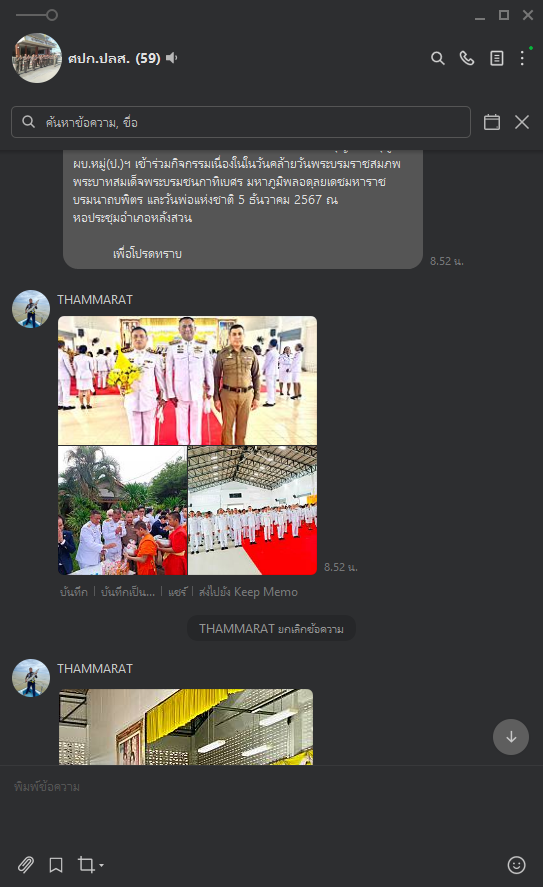 ศปก.ปลส. (59)
ค้นหาข้อความ, ชื่อ
ผบ.หมู่(ป.)ฯ เข้าร่วมกิจกรรมเนื่องในวันคล้ายวันพระบรมราชสมภพ
พระบาทสมเด็จพระบรมชนกาทิเบศร มหาภูมิพลอดุลยเดชมหาราช
บรมนาถบพิตร และวันพ่อแห่งชาติ 5 ธันวาคม 2567 ณ
หอประชุมอำเภอหลังสวน
เพื่อโปรดทราบ
8.52 น.
THAMMARAT
8.52 น.
บันทึก | บันทึกเป็น... | แชร์ | ส่งไปยัง Keep Memo
THAMMARAT ยกเลิกข้อความ
THAMMARAT
พิมพ์ข้อความ